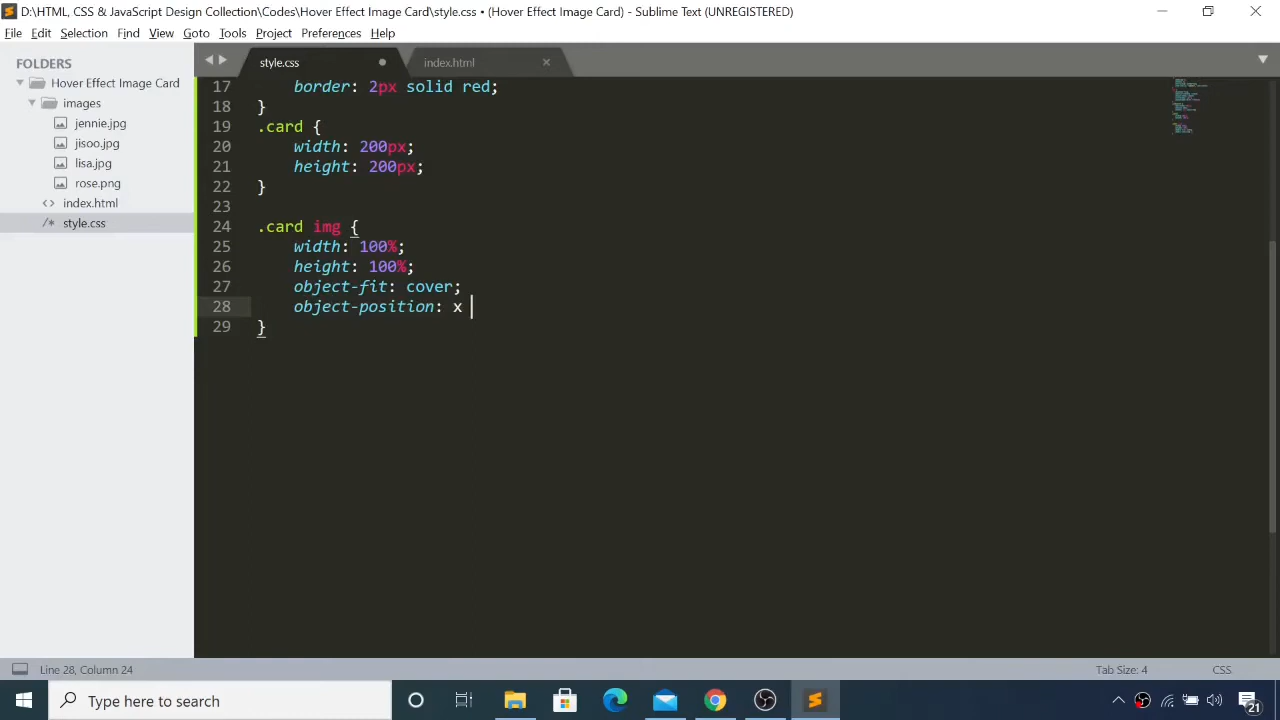 D:\HTML, CSS & JavaScript Design Collection\Codes\Hover Effect Image Card\style.css • (Hover Effect Image Card) - Sublime Text (UNREGISTERED)
File Edit Selection Find View Goto Tools Project Preferences Help
FOLDERS
Hover Effect Image Card
images
jennie.jpg
jisoo.jpg
lisa.jpg
rose.png
<> index.html
/* style.css
style.css
index.html
17 border: 2px solid red;
18 }
19 .card {
20 width: 200px;
21 height: 200px;
22 }
23
24 .card img {
25 width: 100%;
26 height: 100%;
27 object-fit: cover;
28 object-position: x
29 }
Line 28, Column 24
Tab Size: 4
CSS
Type here to search
21